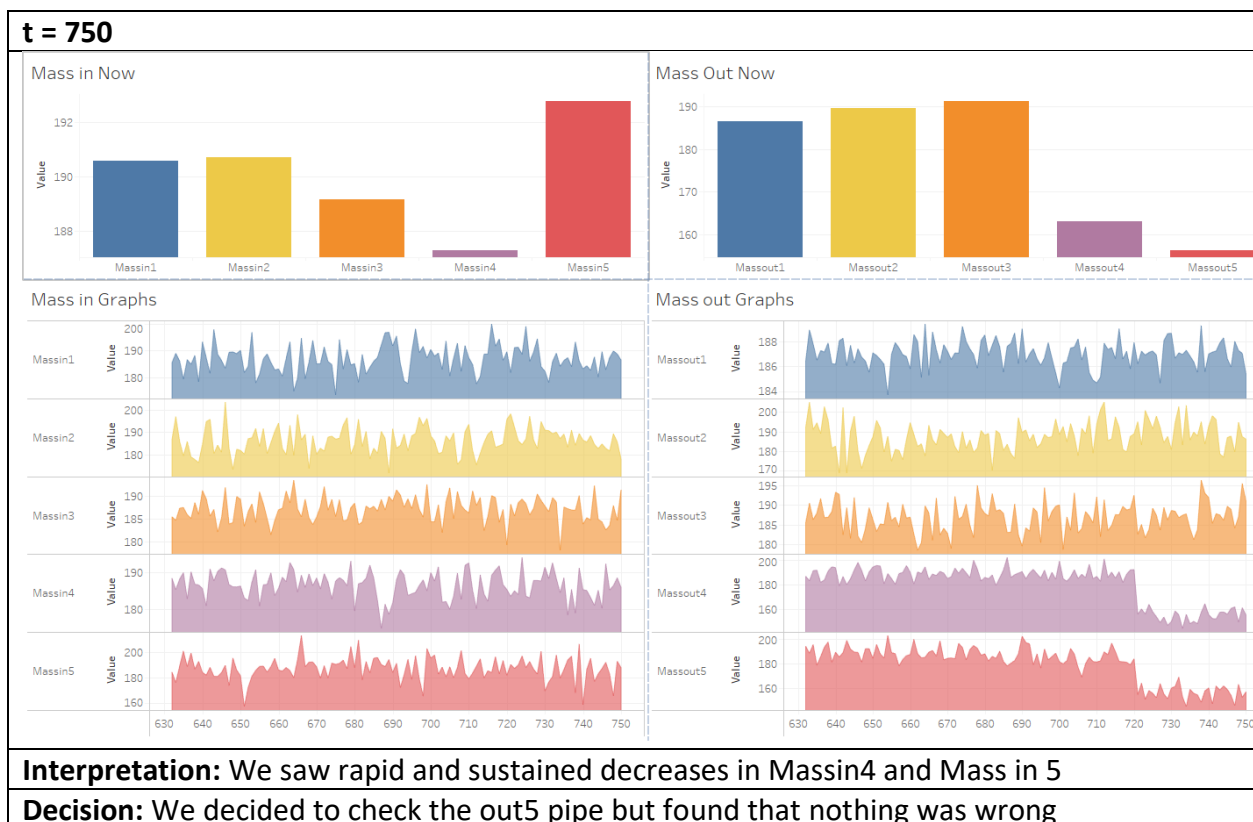 t = 750
Mass in Now
Mass Out Now
192
190
188
Value
Massin1 Massin2 Massin3 Massin4 Massin5
190
180
170
160
Value
Massout1 Massout2 Massout3 Massout4 Massout5
Mass in Graphs
Massin1 Value 200 190 180
Massin2 Value 200 190 180
Massin3 Value 190 185 180
Massin4 Value 190 180
Massin5 Value 200 180 160
630 640 650 660 670 680 690 700 710 720 730 740 750
Mass out Graphs
Massout1 Value 188 186 184
Massout2 Value 200 190 180 170
Massout3 Value 195 190 185 180
Massout4 Value 200 180 160
Massout5 Value 200 180 160
630 640 650 660 670 680 690 700 710 720 730 740 750
Interpretation: We saw rapid and sustained decreases in Massin4 and Mass in 5
Decision: We decided to check the out5 pipe but found that nothing was wrong